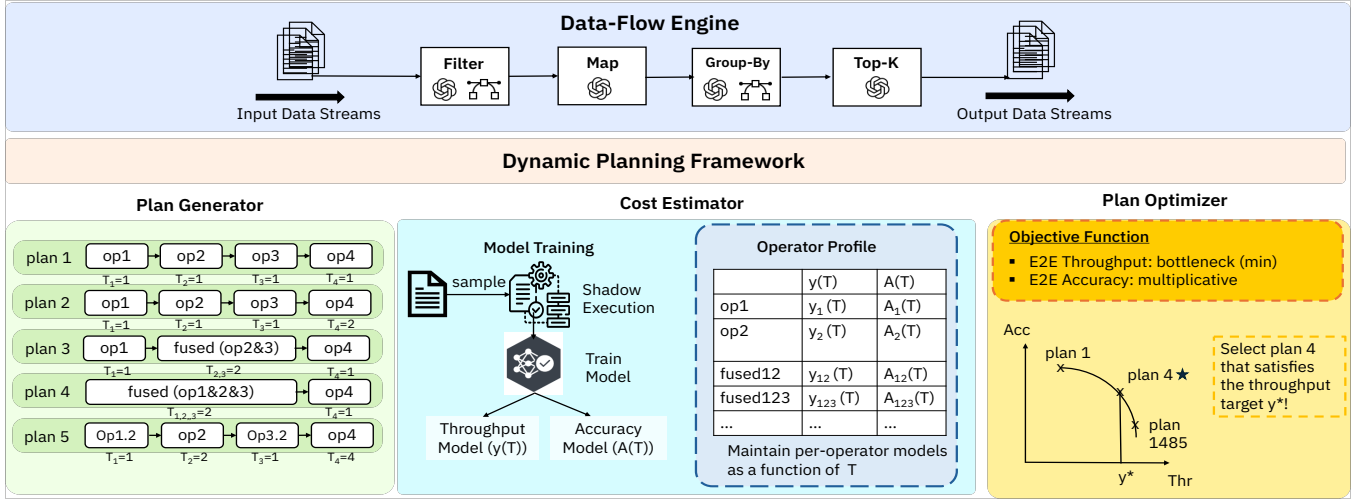 Data-Flow Engine
Filter
Map
Group-By
Top-K
Input Data Streams
Output Data Streams
Dynamic Planning Framework
Plan Generator
plan 1
op1
op2
op3
op4
T₁=1
T₂=1
T₃=1
T₄=1
plan 2
op1
op2
op3
op4
T₁=1
T₂=1
T₃=1
T₄=2
plan 3
op1
fused (op2&3)
op4
T₁=1
T₂,₃=2
T₄=1
plan 4
fused (op1&2&3)
op4
T₁,₂,₃=2
T₄=1
plan 5
Op1.2
op2
Op3.2
op4
T₁=1
T₂=2
T₃=1
T₄=4
Cost Estimator
Model Training
sample
Shadow
Execution
Train
Model
Throughput
Model (y(T))
Accuracy
Model (A(T))
Operator Profile
y(T) A(T)
op1 y₁ (T) A₁(T)
op2 y₂ (T) A₂(T)
fused12 y₁₂ (T) A₁₂(T)
fused123 y₁₂₃ (T) A₁₂₃(T)
... ... ...
Maintain per-operator models
as a function of T
Plan Optimizer
Objective Function
▪ E2E Throughput: bottleneck (min)
▪ E2E Accuracy: multiplicative
Acc
plan 1
plan 4
plan
1485
y*
Thr
Select plan 4
that satisfies
the throughput
target y*!